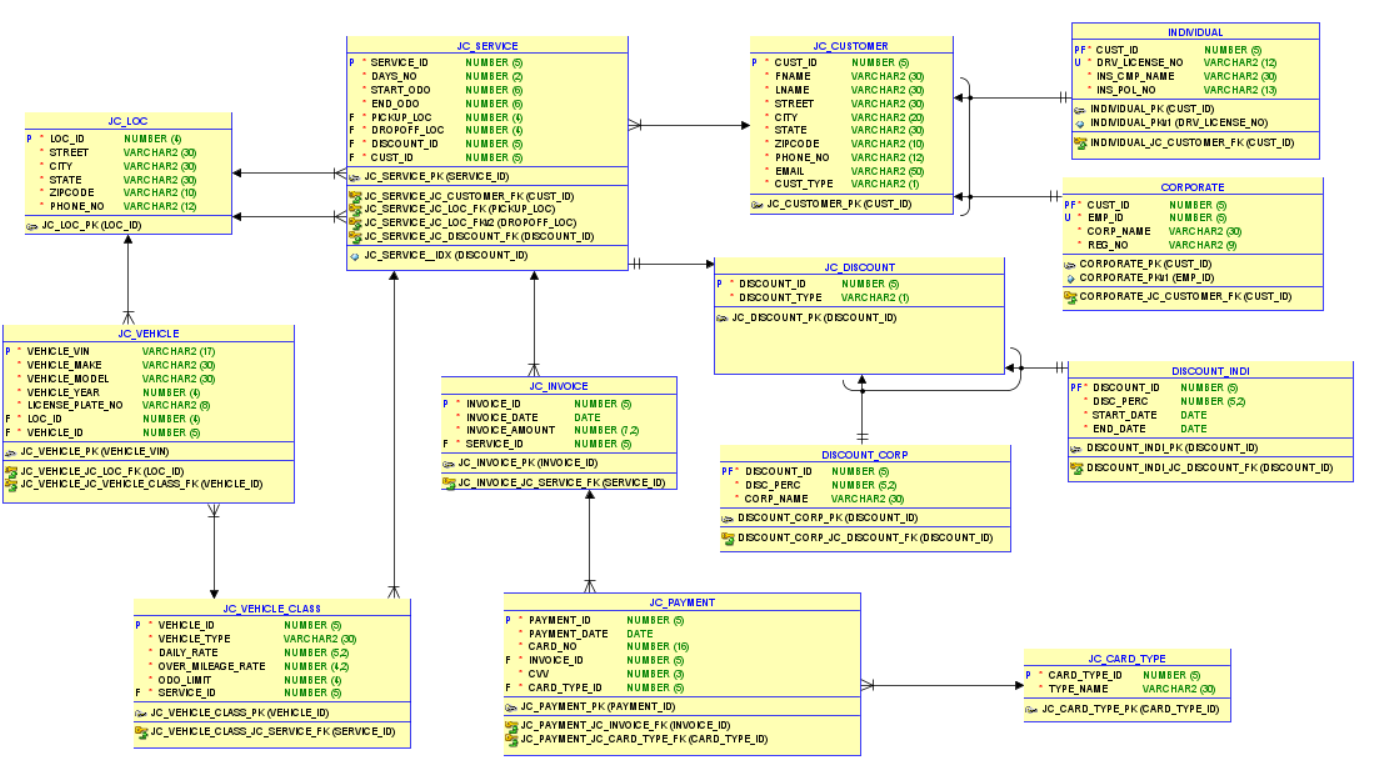 JC_SERVICE
P * SERVICE_ID NUMBER (5)
* DAYS_NO NUMBER (2)
* START_ODO NUMBER (6)
* END_ODO NUMBER (6)
F * PICKUP_LOC NUMBER (4)
F * DROPOFF_LOC NUMBER (4)
F * DISCOUNT_ID NUMBER (5)
F * CUST_ID NUMBER (5)
JC_SERVICE_PK (SERVICE_ID)
JC_SERVICE_JC_CUSTOMER_FK (CUST_ID)
JC_SERVICE_JC_LOC_FK (PICKUP_LOC)
JC_SERVICE_JC_LOC_FKv2 (DROPOFF_LOC)
JC_SERVICE_JC_DISCOUNT_FK (DISCOUNT_ID)
JC_SERVICE__IDX (DISCOUNT_ID)
JC_CUSTOMER
P * CUST_ID NUMBER (5)
* FNAME VARCHAR2 (30)
* LNAME VARCHAR2 (30)
* STREET VARCHAR2 (30)
* CITY VARCHAR2 (20)
* STATE VARCHAR2 (30)
* ZIPCODE VARCHAR2 (10)
* PHONE_NO VARCHAR2 (12)
* EMAIL VARCHAR2 (50)
* CUST_TYPE VARCHAR2 (1)
JC_CUSTOMER_PK (CUST_ID)
INDIVIDUAL
PF* CUST_ID NUMBER (5)
U * DRV_LICENSE_NO VARCHAR2 (12)
* INS_CMP_NAME VARCHAR2 (30)
* INS_POL_NO VARCHAR2 (13)
INDIVIDUAL_PK (CUST_ID)
INDIVIDUAL_PKv1 (DRV_LICENSE_NO)
INDIVIDUAL_JC_CUSTOMER_FK (CUST_ID)
JC_LOC
P * LOC_ID NUMBER (4)
* STREET VARCHAR2 (30)
* CITY VARCHAR2 (30)
* STATE VARCHAR2 (30)
* ZIPCODE VARCHAR2 (10)
* PHONE_NO VARCHAR2 (12)
JC_LOC_PK (LOC_ID)
CORPORATE
PF* CUST_ID NUMBER (5)
U * EMP_ID NUMBER (5)
* CORP_NAME VARCHAR2 (30)
* REG_NO VARCHAR2 (9)
CORPORATE_PK (CUST_ID)
CORPORATE_PKv1 (EMP_ID)
CORPORATE_JC_CUSTOMER_FK (CUST_ID)
JC_DISCOUNT
P * DISCOUNT_ID NUMBER (5)
* DISCOUNT_TYPE VARCHAR2 (1)
JC_DISCOUNT_PK (DISCOUNT_ID)
JC_VEHICLE
P * VEHICLE_VIN VARCHAR2 (17)
* VEHICLE_MAKE VARCHAR2 (30)
* VEHICLE_MODEL VARCHAR2 (30)
* VEHICLE_YEAR NUMBER (4)
* LICENSE_PLATE_NO VARCHAR2 (8)
F * LOC_ID NUMBER (4)
F * VEHICLE_ID NUMBER (5)
JC_VEHICLE_PK (VEHICLE_VIN)
JC_VEHICLE_JC_LOC_FK (LOC_ID)
JC_VEHICLE_JC_VEHICLE_CLASS_FK (VEHICLE_ID)
JC_INVOICE
P * INVOICE_ID NUMBER (5)
* INVOICE_DATE DATE
* INVOICE_AMOUNT NUMBER (7,2)
F * SERVICE_ID NUMBER (5)
JC_INVOICE_PK (INVOICE_ID)
JC_INVOICE_JC_SERVICE_FK (SERVICE_ID)
DISCOUNT_INDI
PF* DISCOUNT_ID NUMBER (5)
* DISC_PERC NUMBER (5,2)
* START_DATE DATE
* END_DATE DATE
DISCOUNT_INDI_PK (DISCOUNT_ID)
DISCOUNT_INDI_JC_DISCOUNT_FK (DISCOUNT_ID)
DISCOUNT_CORP
PF* DISCOUNT_ID NUMBER (5)
* DISC_PERC NUMBER (5,2)
* CORP_NAME VARCHAR2 (30)
DISCOUNT_CORP_PK (DISCOUNT_ID)
DISCOUNT_CORP_JC_DISCOUNT_FK (DISCOUNT_ID)
JC_VEHICLE_CLASS
P * VEHICLE_ID NUMBER (5)
* VEHICLE_TYPE VARCHAR2 (30)
* DAILY_RATE NUMBER (5,2)
* OVER_MILEAGE_RATE NUMBER (4,2)
* ODO_LIMIT NUMBER (4)
F * SERVICE_ID NUMBER (5)
JC_VEHICLE_CLASS_PK (VEHICLE_ID)
JC_VEHICLE_CLASS_JC_SERVICE_FK (SERVICE_ID)
JC_PAYMENT
P * PAYMENT_ID NUMBER (5)
* PAYMENT_DATE DATE
* CARD_NO NUMBER (16)
F * INVOICE_ID NUMBER (5)
* CVV NUMBER (3)
F * CARD_TYPE_ID NUMBER (5)
JC_PAYMENT_PK (PAYMENT_ID)
JC_PAYMENT_JC_INVOICE_FK (INVOICE_ID)
JC_PAYMENT_JC_CARD_TYPE_FK (CARD_TYPE_ID)
JC_CARD_TYPE
P * CARD_TYPE_ID NUMBER (5)
* TYPE_NAME VARCHAR2 (30)
JC_CARD_TYPE_PK (CARD_TYPE_ID)